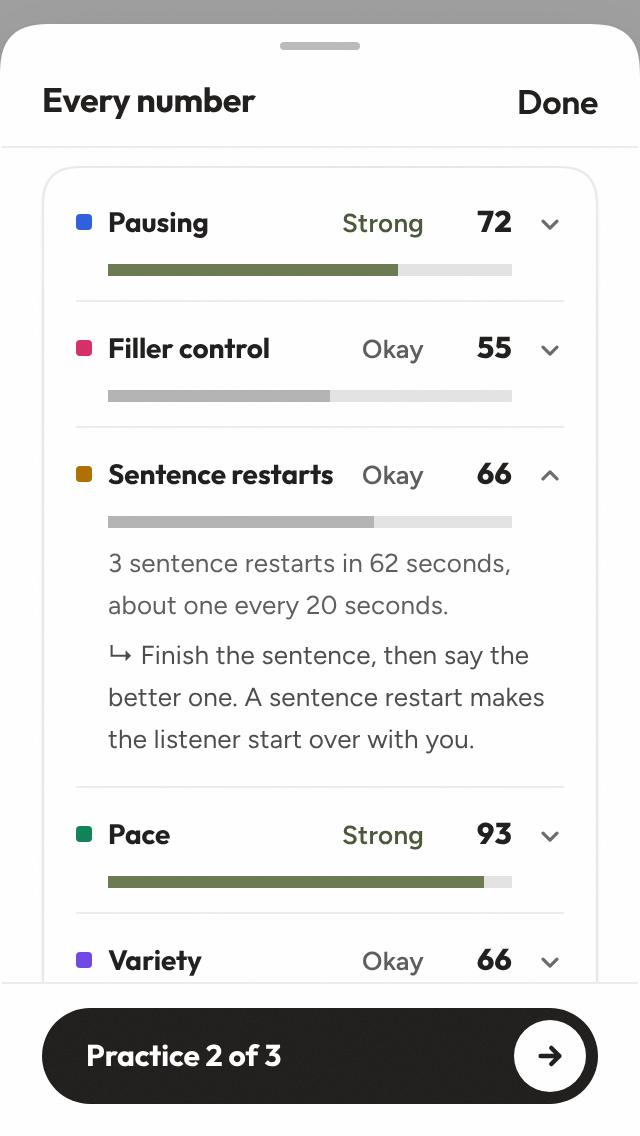 Every number
Done
Pausing Strong 72
Filler control Okay 55
Sentence restarts Okay 66
3 sentence restarts in 62 seconds,
about one every 20 seconds.
↳ Finish the sentence, then say the
better one. A sentence restart makes
the listener start over with you.
Pace Strong 93
Variety Okay 66
Practice 2 of 3